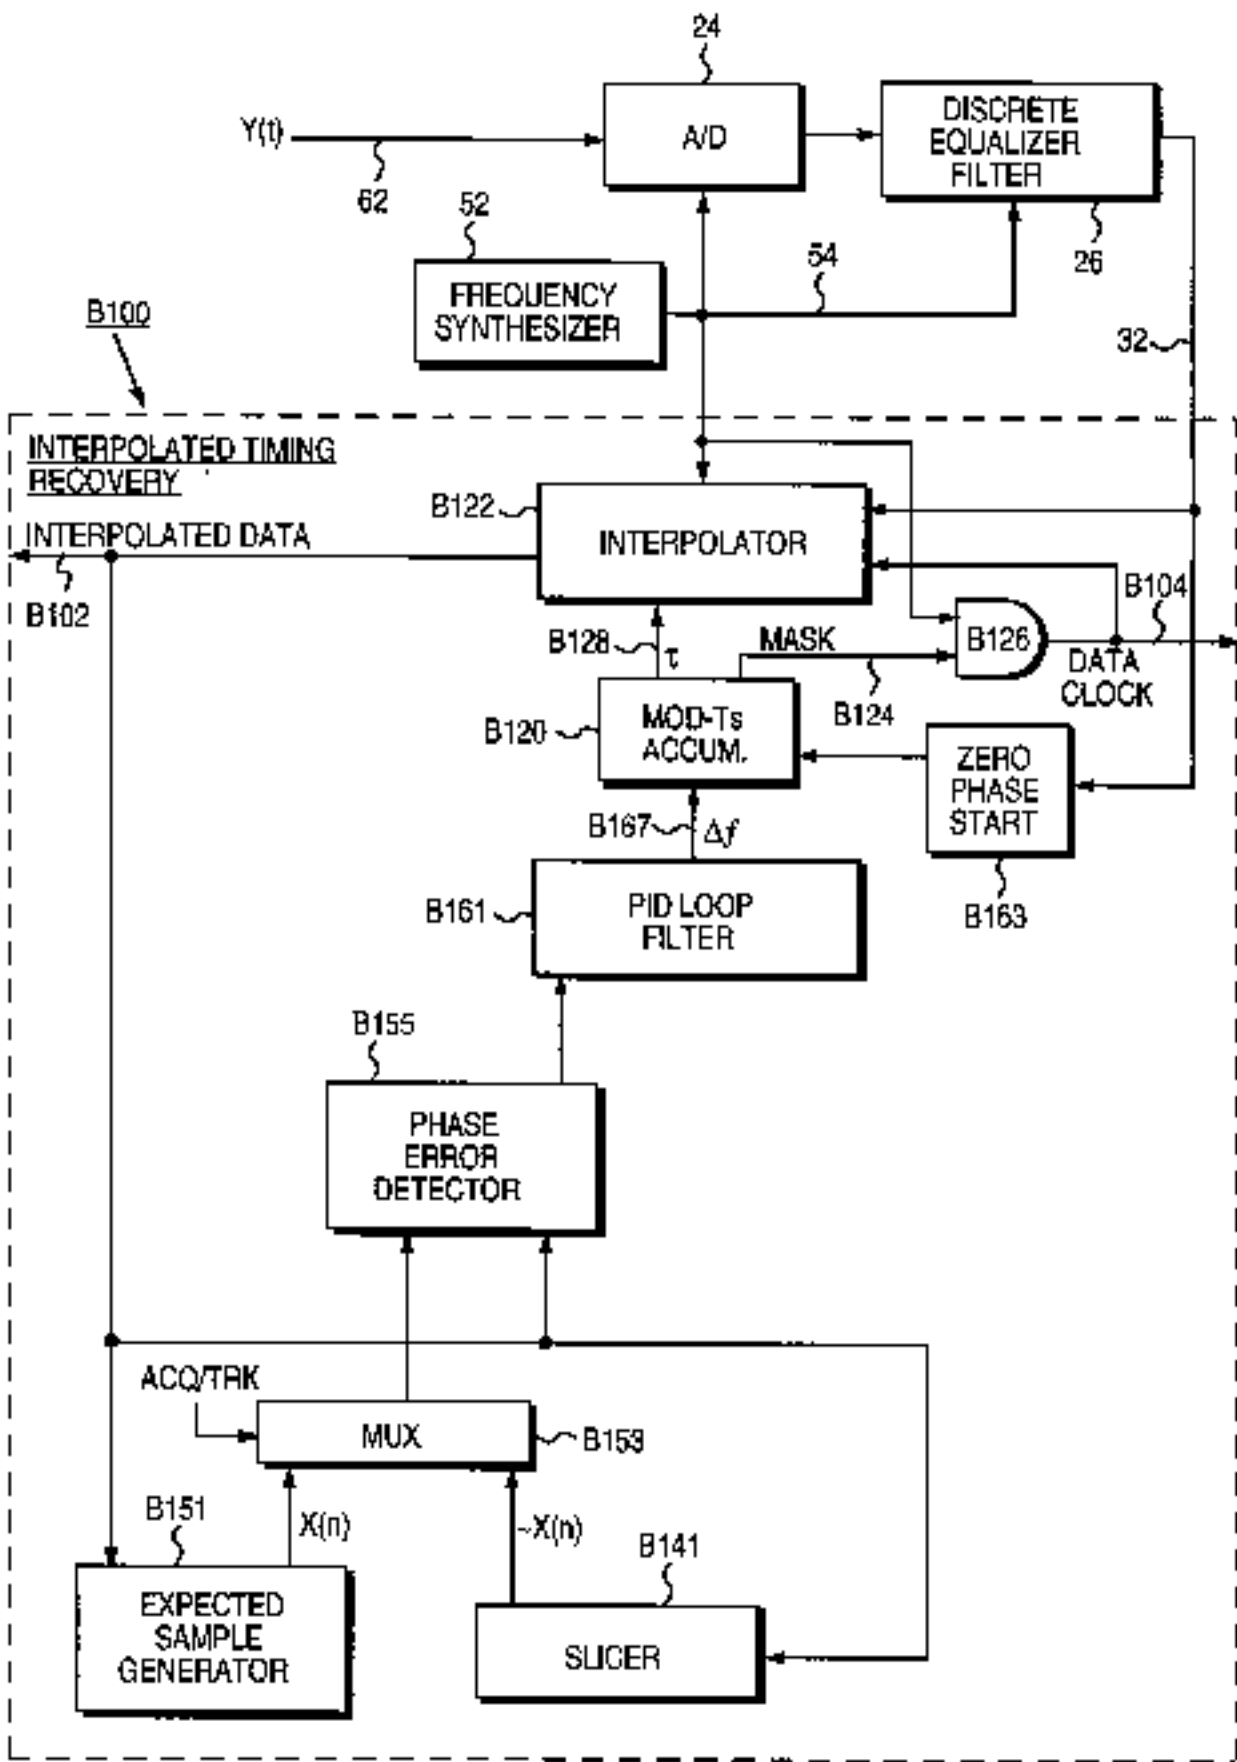 24
Y(t)
A/D
DISCRETE
EQUALIZER
FILTER
62
52
54
26
FREQUENCY
SYNTHESIZER
B100
32
INTERPOLATED TIMING
RECOVERY
B122
INTERPOLATOR
INTERPOLATED DATA
B102
B104
B128
τ
MASK
B126
DATA
CLOCK
B124
B120
MOD-Ts
ACCUM.
ZERO
PHASE
START
B167
Δf
B161
PID LOOP
FILTER
B163
B155
PHASE
ERROR
DETECTOR
ACQ/TRK
MUX
B153
B151
X(n)
~X(n)
B141
EXPECTED
SAMPLE
GENERATOR
SLICER